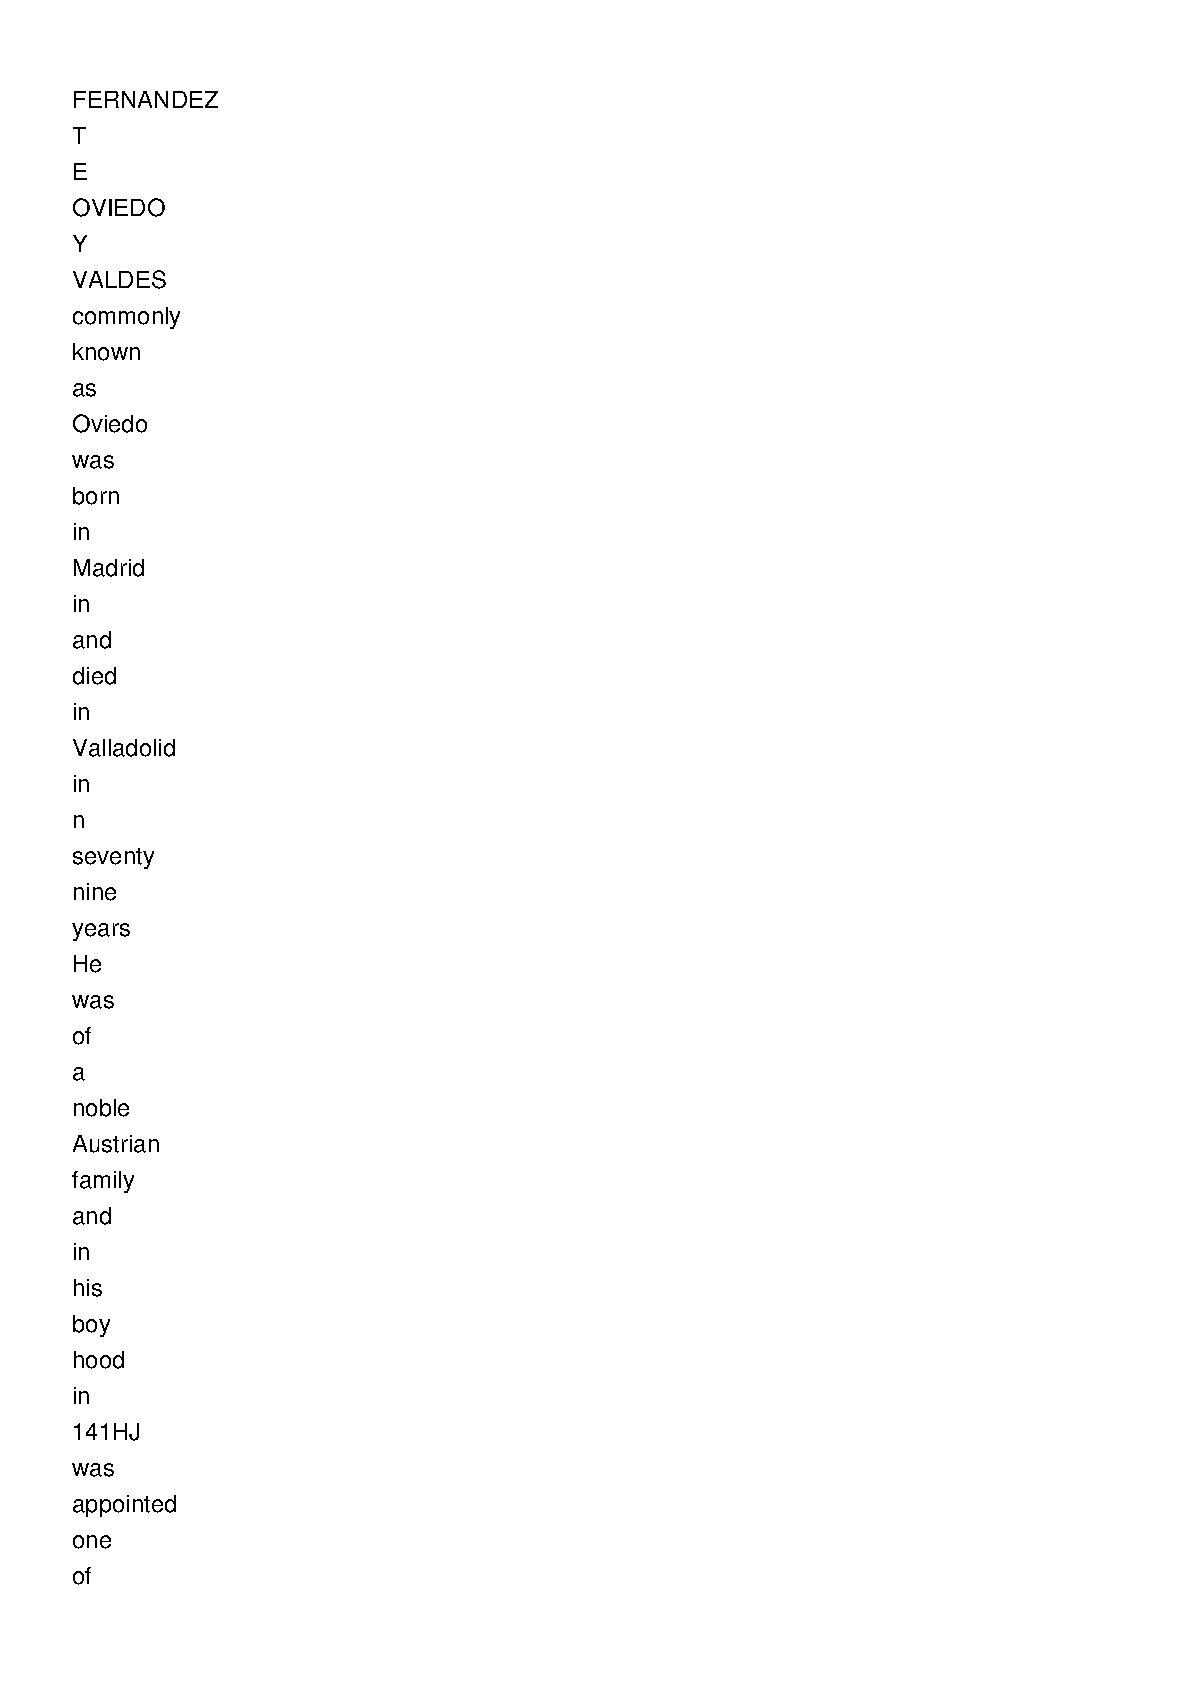 FERNANDEZ
T
E
OVIEDO
Y
VALDES
commonly
known
as
Oviedo
was
born
in
Madrid
in
and
died
in
Valladolid
in
n
seventy
nine
years
He
was
of
a
noble
Austrian
family
and
in
his
boy
hood
in
141HJ
was
appointed
one
of